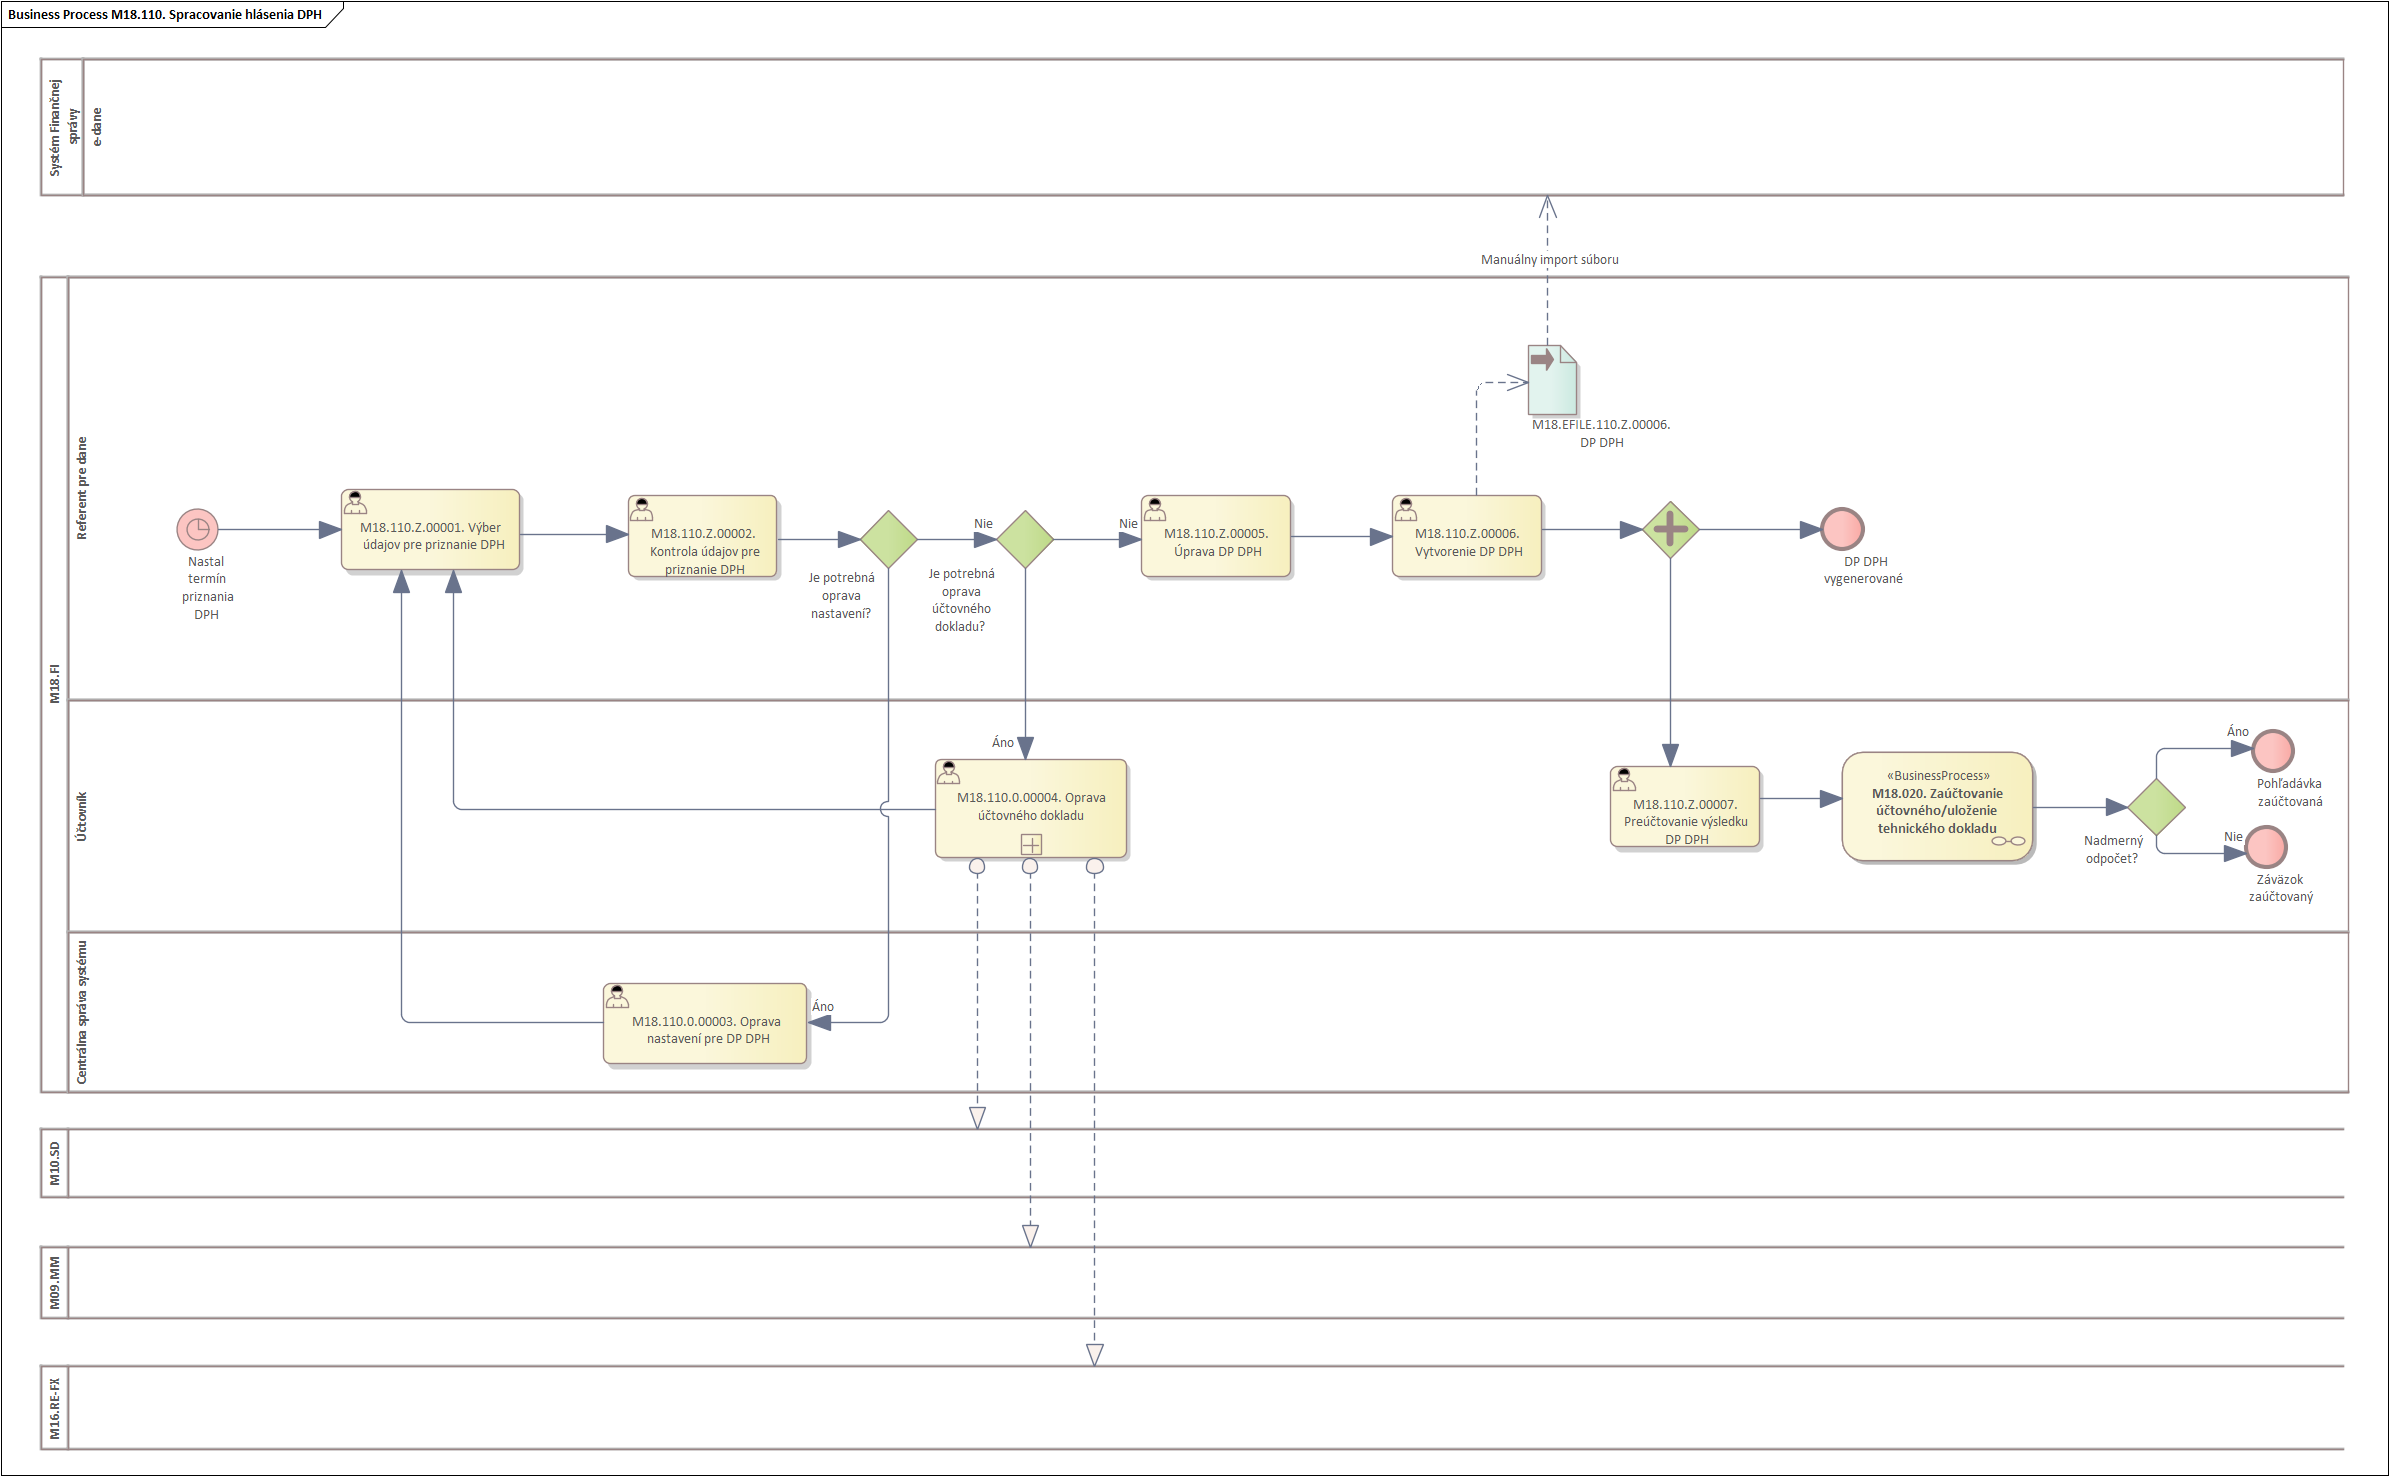 Business Process M18.110. Spracovanie hlásenia DPH
Systém Finančnej
správy
e-dane
Manuálny import súboru
M18.FI
Referent pre dane
M18.EFILE.110.Z.00006.
DP DPH
Nastal
termín
priznania
DPH
M18.110.Z.00001. Výber
údajov pre priznanie DPH
M18.110.Z.00002.
Kontrola údajov pre
priznanie DPH
Je potrebná
oprava
nastavení?
Nie
Je potrebná
oprava
účtovného
dokladu?
Nie
M18.110.Z.00005.
Úprava DP DPH
M18.110.Z.00006.
Vytvorenie DP DPH
DP DPH
vygenerované
Účtovník
Áno
M18.110.0.00004. Oprava
účtovného dokladu
M18.110.Z.00007.
Preúčtovanie výsledku
DP DPH
«BusinessProcess»
M18.020. Zaúčtovanie
účtovného/uloženie
tehnického dokladu
Nadmerný
odpočet?
Áno
Pohľadávka
zaúčtovaná
Nie
Záväzok
zaúčtovaný
Centrálna správa systému
Áno
M18.110.0.00003. Oprava
nastavení pre DP DPH
M10.SD
M09.MM
M16.RE-FX